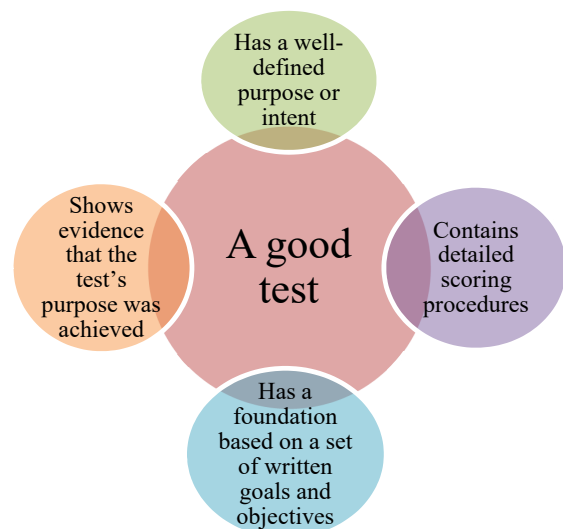 Has a well-
defined
purpose or
intent
Shows
evidence
that the
test's
purpose was
achieved
A good
test
Contains
detailed
scoring
procedures
Has a
foundation
based on a set
of written
goals and
objectives